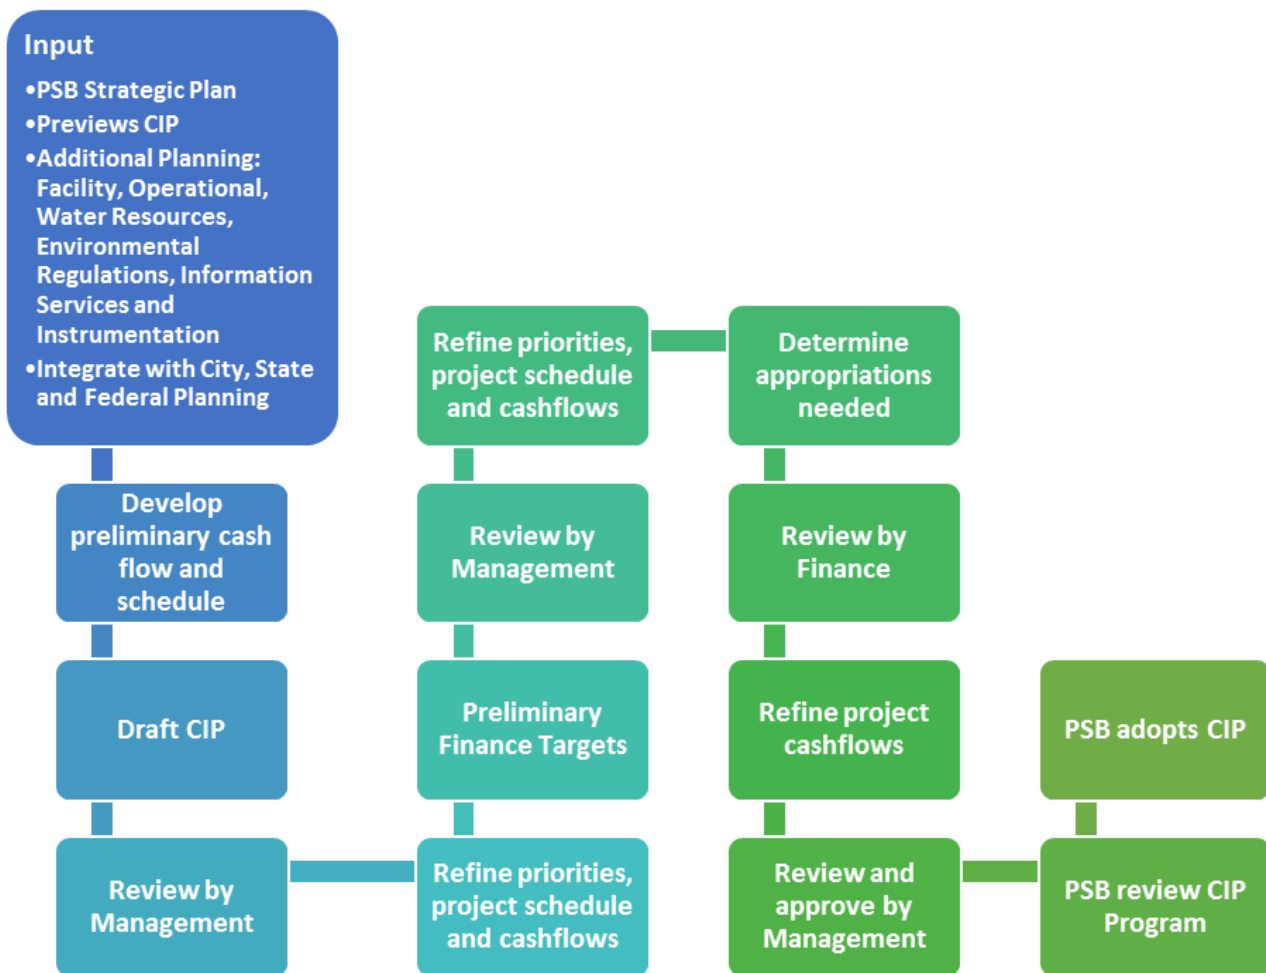 Input
•PSB Strategic Plan
•Previews CIP
•Additional Planning:
Facility, Operational,
Water Resources,
Environmental
Regulations, Information
Services and
Instrumentation
•Integrate with City, State
and Federal Planning
Develop
preliminary cash
flow and
schedule
Draft CIP
Review by
Management
Refine priorities,
project schedule
and cashflows
Preliminary
Finance Targets
Review by
Management
Refine priorities,
project schedule
and cashflows
Determine
appropriations
needed
Review by
Finance
Refine project
cashflows
Review and
approve by
Management
PSB review CIP
Program
PSB adopts CIP